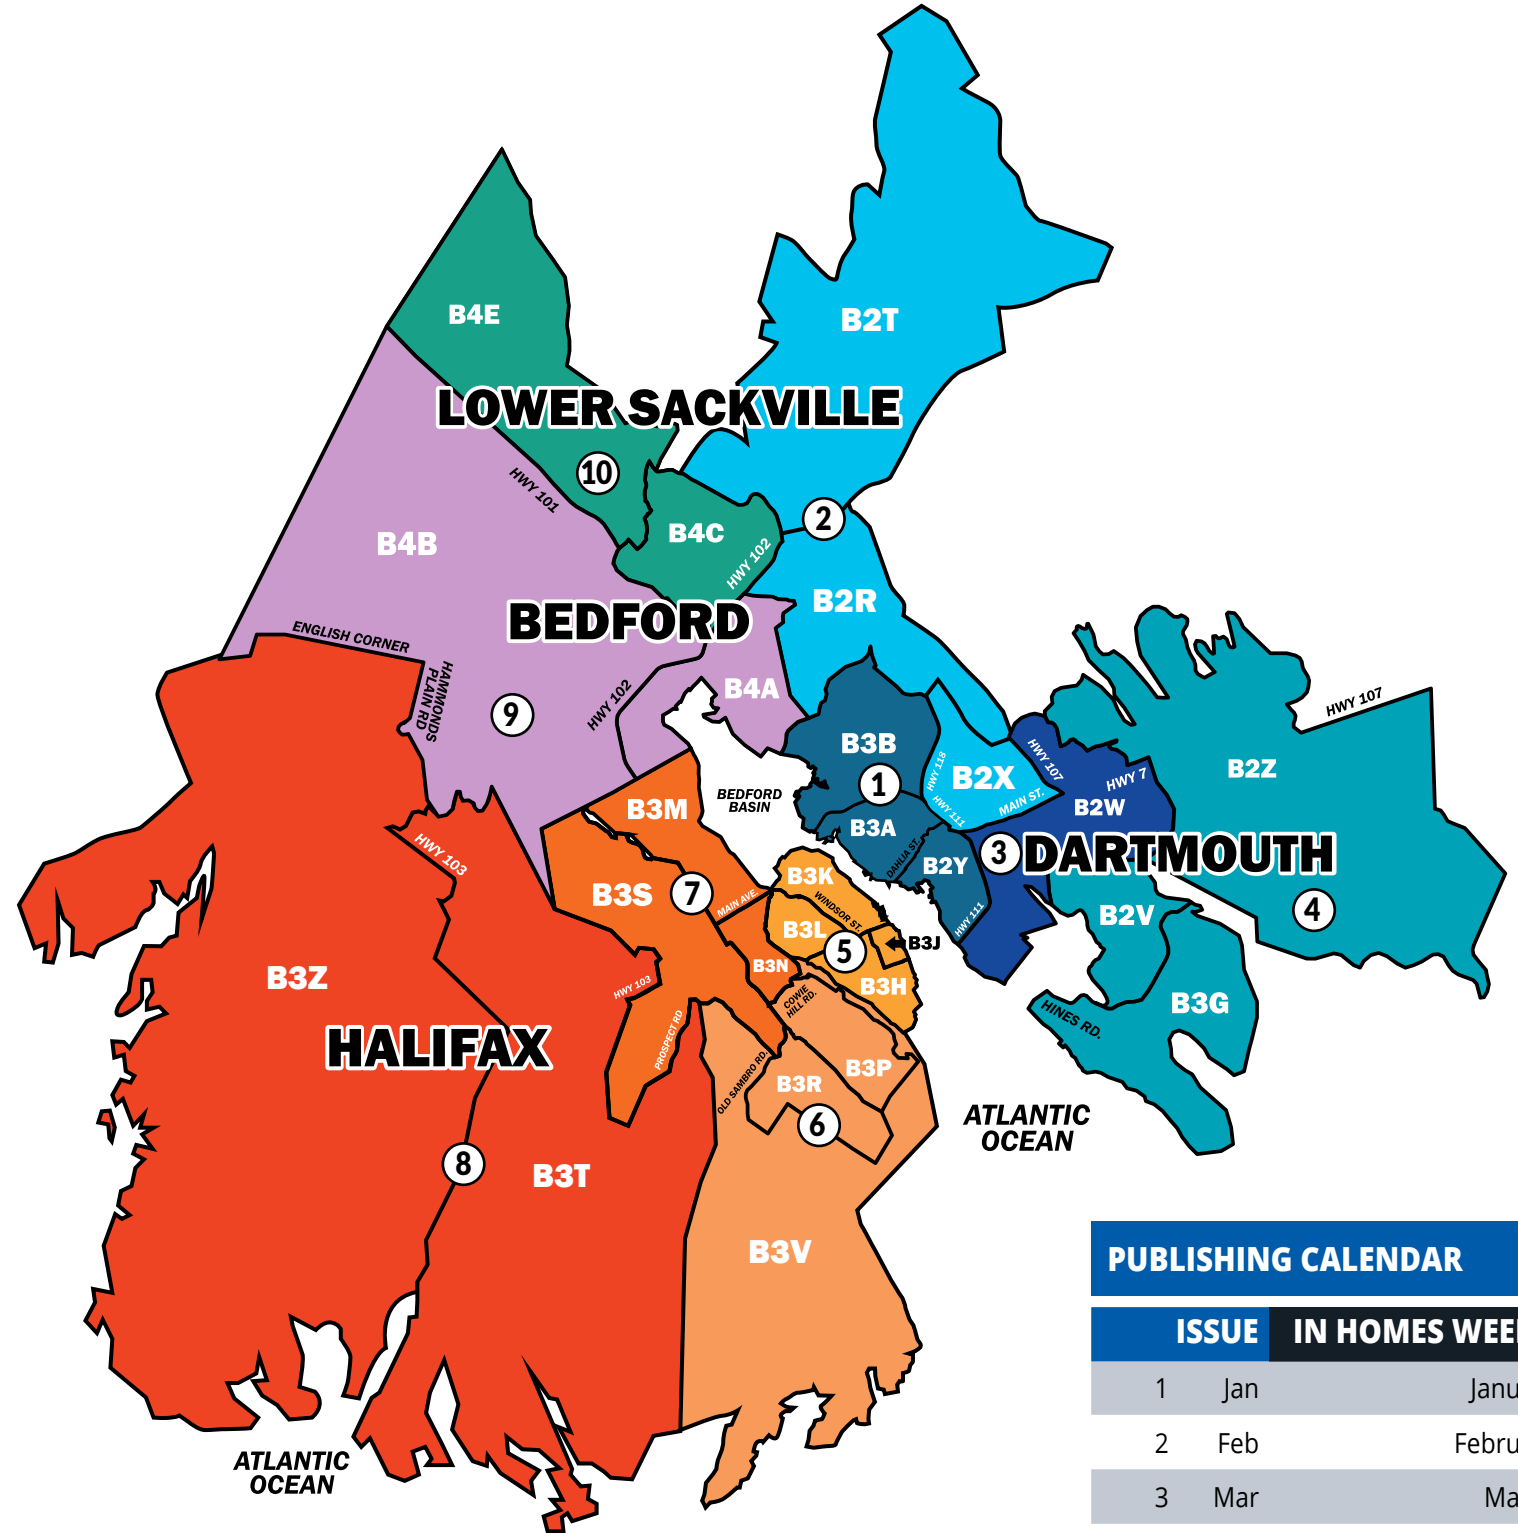 B4E
B2T
LOWER SACKVILLE
10
HWY 101
2
B4C
B4B
HWY 102
B2R
BEDFORD
ENGLISH CORNER
HAMMONDS
PLAIN RD
HWY 102
B4A
9
HWY 107
B3B
HWY 118
B2X
HWY 107
HWY 7
B2Z
1
BEDFORD
BASIN
HWY 111
MAIN ST.
B2W
B3M
B3A
DAHLIA ST.
3
DARTMOUTH
HWY 103
B2Y
B3K
B3S
7
MAIN AVE.
WINDSOR ST.
HWY 111
B2V
4
B3L
5
B3J
B3N
B3Z
HWY 103
B3H
COWIE
HILL RD.
B3G
HINES RD.
HALIFAX
PROSPECT RD
OLD SAMBRO RD.
B3P
B3R
6
ATLANTIC
OCEAN
8
B3T
B3V
PUBLISHING CALENDAR
ISSUE IN HOMES WEE
1 Jan Janu
2 Feb Febru
3 Mar Ma
ATLANTIC
OCEAN